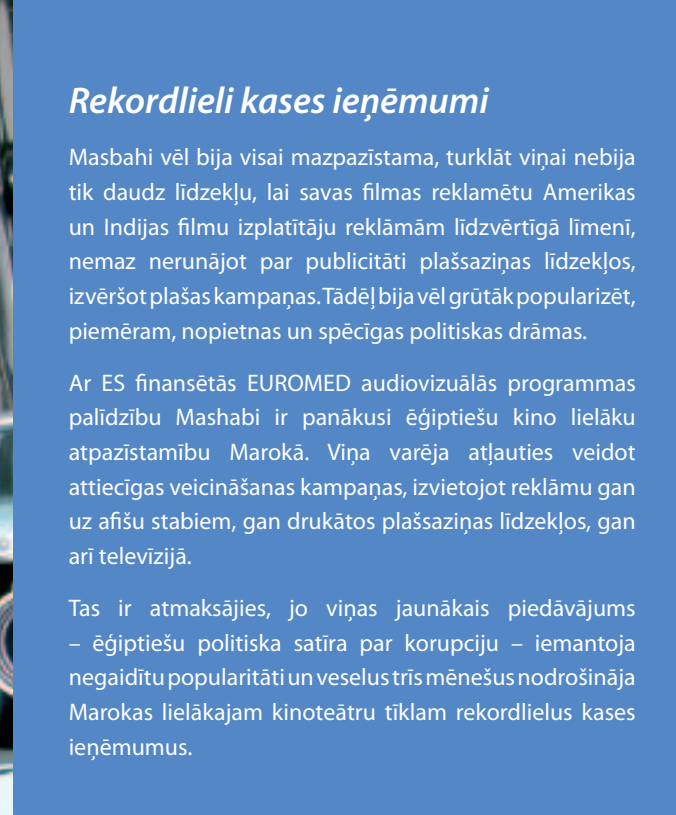 Rekordlieli kases ieņēmumi
Masbahi vēl bija visai mazpazīstama, turklāt viņai nebija
tik daudz līdzekļu, lai savas filmas reklamētu Amerikas
un Indijas filmu izplatītāju reklāmām līdzvērtīgā līmenī,
nemaz nerunājot par publicitāti plašsaziņas līdzekļos,
izvēršot plašas kampaņas. Tādēļ bija vēl grūtāk popularizēt,
piemēram, nopietnas un spēcīgas politiskas drāmas.
Ar ES finansētās EUROMED audiovizuālās programmas
palīdzību Mashabi ir panākusi ēģiptiešu kino lielāku
atpazīstamību Marokā. Viņa varēja atļauties veidot
attiecīgas veicināšanas kampaņas, izvietojot reklāmu gan
uz afišu stabiem, gan drukātos plašsaziņas līdzekļos, gan
arī televīzijā.
Tas ir atmaksājies, jo viņas jaunākais piedāvājums
– ēģiptiešu politiska satīra par korupciju – iemantoja
negaidītu popularitāti un veselus trīs mēnešus nodrošināja
Marokas lielākajam kinoteātru tīklam rekordlielus kases
ieņēmumus.